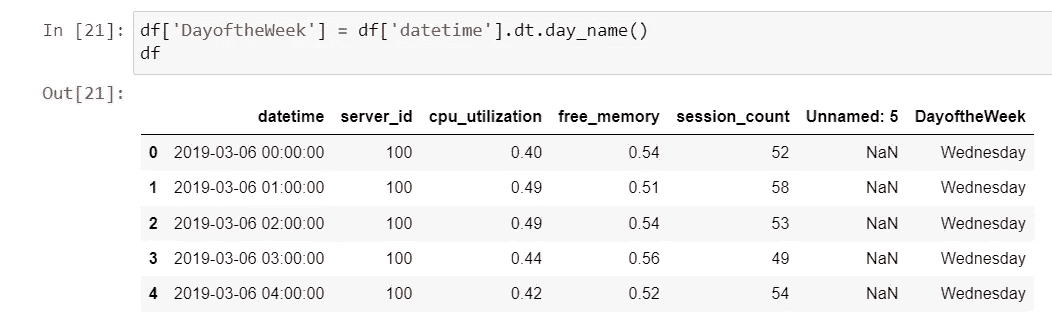 In [21]: df['DayoftheWeek'] = df['datetime'].dt.day_name()
df
Out[21]:
datetime server_id cpu_utilization free_memory session_count Unnamed: 5 DayoftheWeek
0 2019-03-06 00:00:00 100 0.40 0.54 52 NaN Wednesday
1 2019-03-06 01:00:00 100 0.49 0.51 58 NaN Wednesday
2 2019-03-06 02:00:00 100 0.49 0.54 53 NaN Wednesday
3 2019-03-06 03:00:00 100 0.44 0.56 49 NaN Wednesday
4 2019-03-06 04:00:00 100 0.42 0.52 54 NaN Wednesday